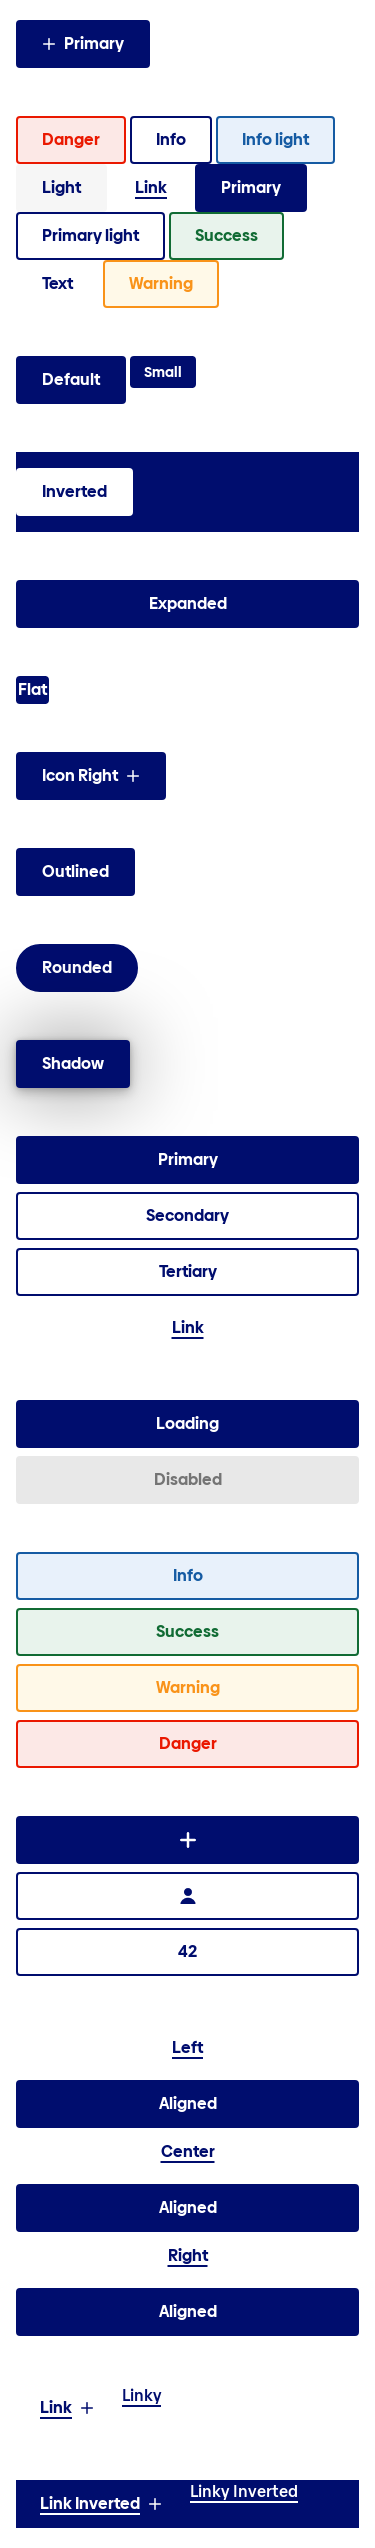 Primary
Danger Info Info light
Light Link Primary
Primary light Success
Text Warning
Default Small
Inverted
Expanded
Flat
Icon Right
Outlined
Rounded
Shadow
Primary
Secondary
Tertiary
Link
Loading
Disabled
Info
Success
Warning
Danger
42
Left
Aligned
Center
Aligned
Right
Aligned
Link Linky
Link Inverted Linky Inverted